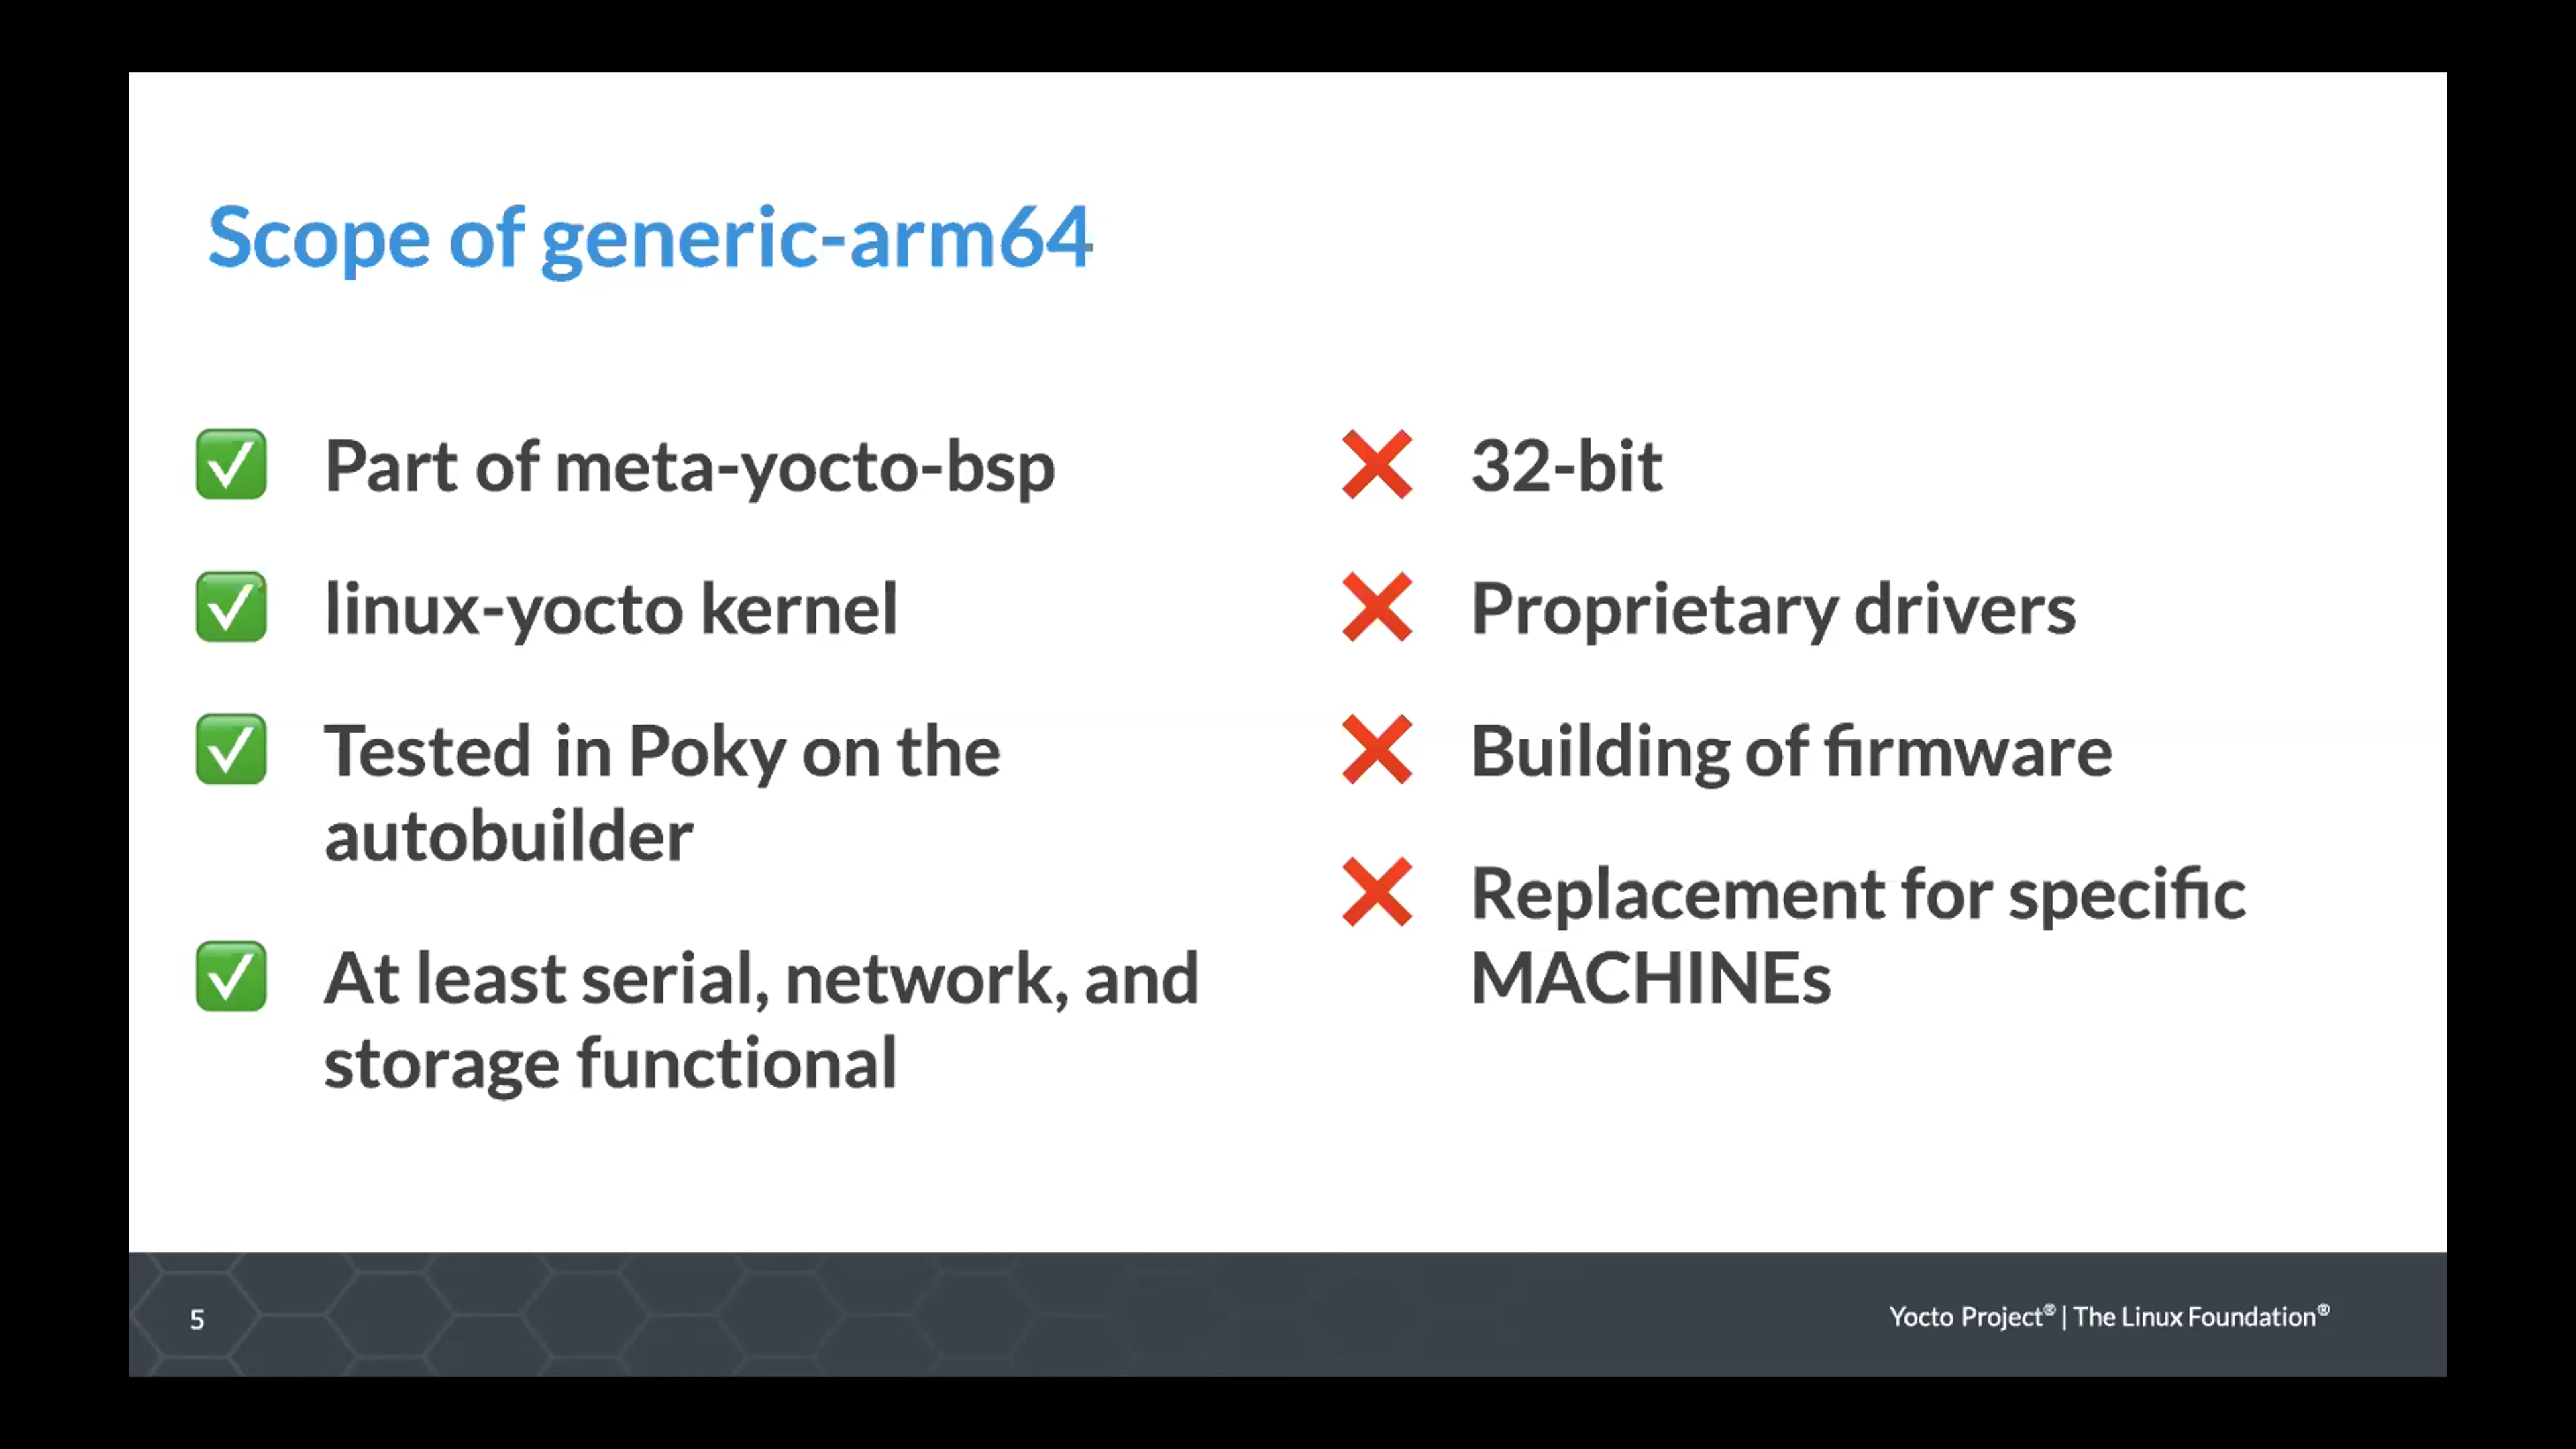 Scope of generic-arm64
✅ Part of meta-yocto-bsp
✅ linux-yocto kernel
✅ Tested in Poky on the
autobuilder
✅ At least serial, network, and
storage functional
❌ 32-bit
❌ Proprietary drivers
❌ Building of firmware
❌ Replacement for specific
MACHINEs
5
Yocto Project® | The Linux Foundation®